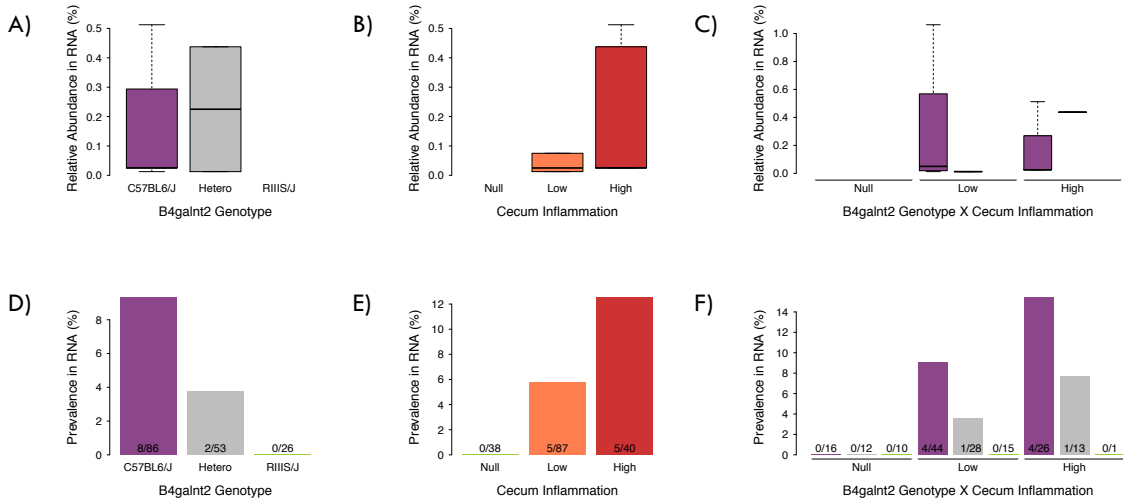 A)
Relative Abundance in RNA (%)
0.5
0.4
0.3
0.2
0.1
0.0
C57BL6/J Hetero RIIIS/J
B4galnt2 Genotype
B)
Relative Abundance in RNA (%)
0.5
0.4
0.3
0.2
0.1
0.0
Null Low High
Cecum Inflammation
C)
Relative Abundance in RNA (%)
1.0
0.8
0.6
0.4
0.2
0.0
Null Low High
B4galnt2 Genotype X Cecum Inflammation
D)
Prevalence in RNA (%)
8
6
4
2
0
8/86 2/53 0/26
C57BL6/J Hetero RIIIS/J
B4galnt2 Genotype
E)
Prevalence in RNA (%)
12
10
8
6
4
2
0
0/38 5/87 5/40
Null Low High
Cecum Inflammation
F)
Prevalence in RNA (%)
14
12
10
8
6
4
2
0
0/16 0/12 0/10 4/44 1/28 0/15 4/26 1/13 0/1
Null Low High
B4galnt2 Genotype X Cecum Inflammation